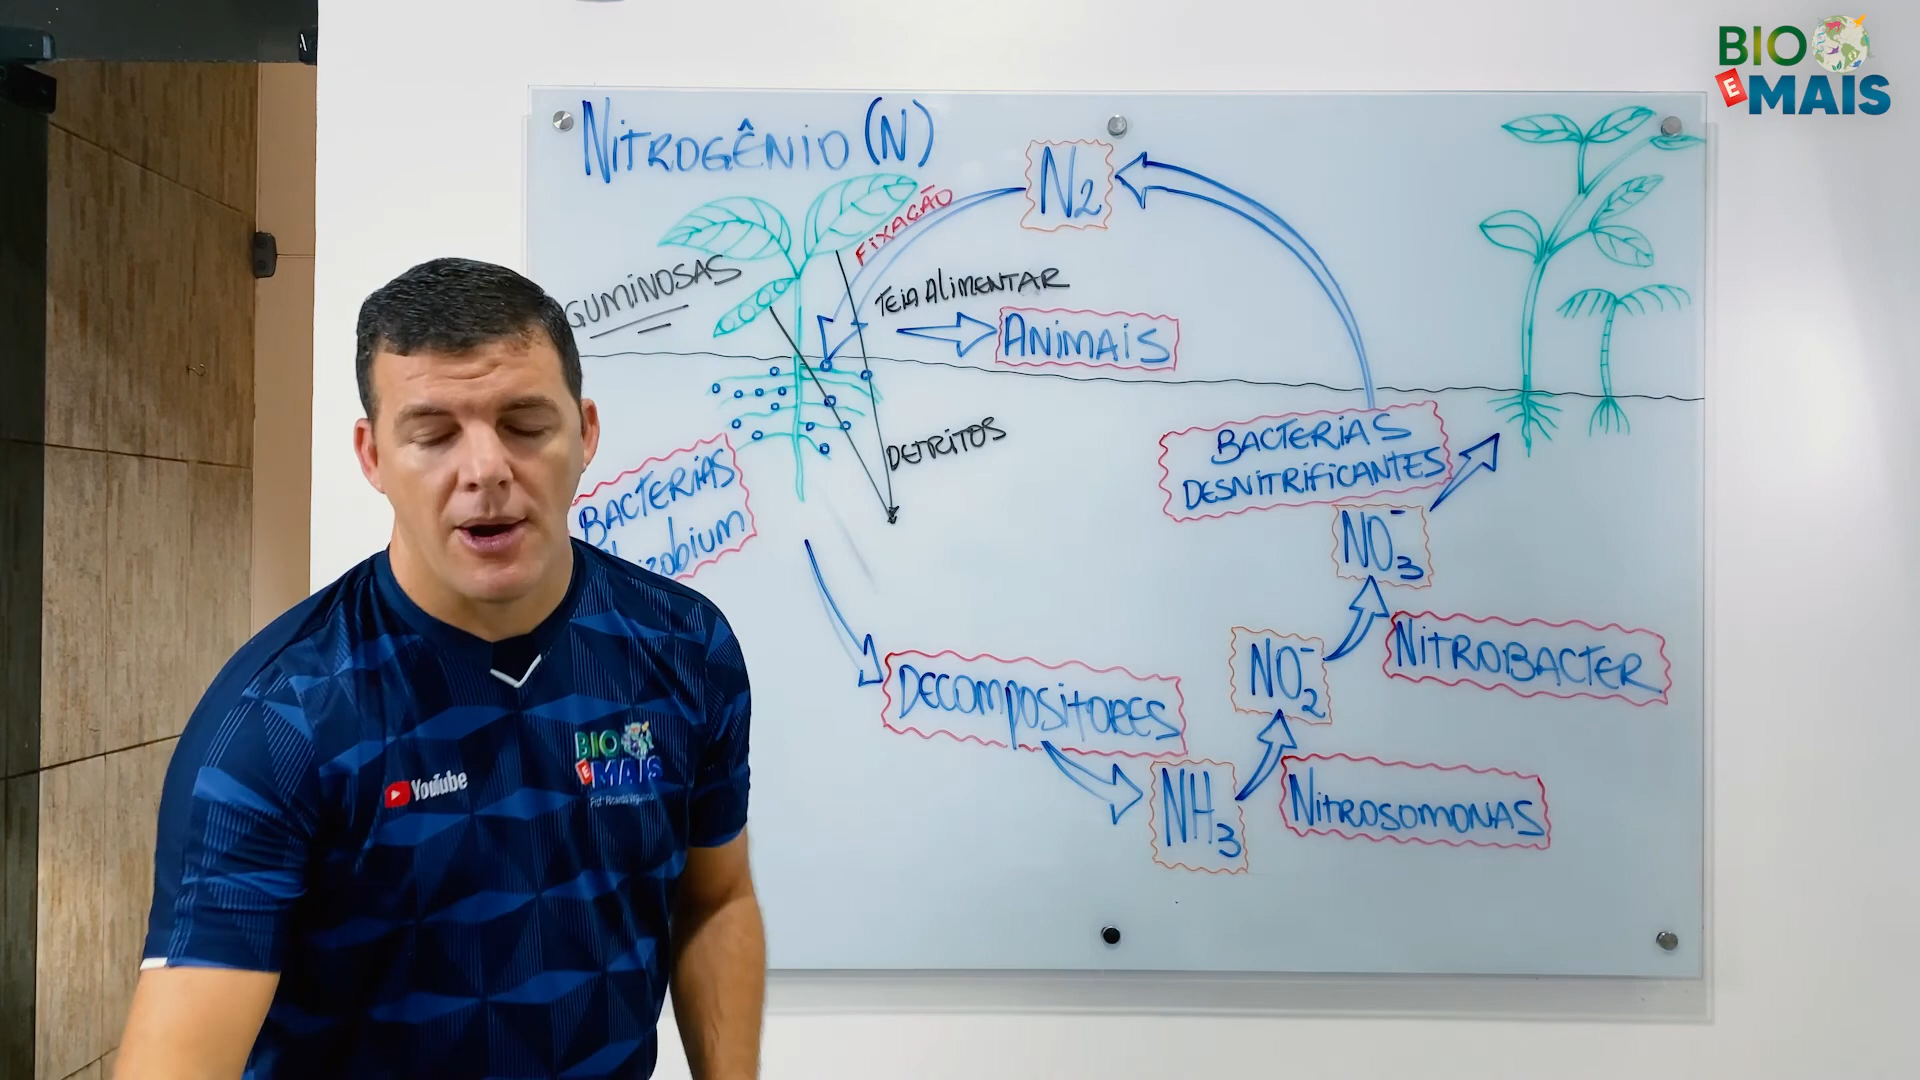 BIO
E MAIS
NITROGÊNIO (N)
N2
FIXAÇÃO
GUMINOSAS
TEIA ALIMENTAR
ANIMAIS
DETRITOS
BACTERIAS
DESNITRIFICANTES
BACTERIAS
izobium
NO3-
NITROBACTER
NO2-
DECOMPOSITORES
NH3
NITROSOMONAS
YouTube
BIO
E MAIS